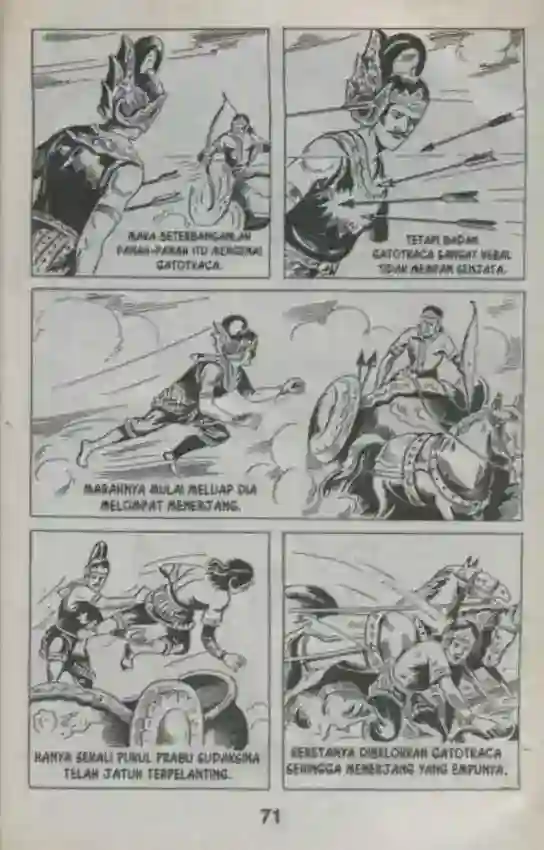 MAKA BETERBANGANLAH
PANAH-PANAH ITU MENGENAI
GATOTKACA.
TETAPI BADAN
GATOTKACA SANGAT KEBAL
TIDAK MEMPAN SENJATA.
MARAHNYA MULAI MELUAP DIA
MELOMPAT MENERJANG.
HANYA SEKALI PUKUL PRABU SUDAKSINA
TELAH JATUH TERPELANTING.
KERETANYA DIBELOKKAN GATOTKACA
SEHINGGA MENERJANG YANG EMPUNYA.
71